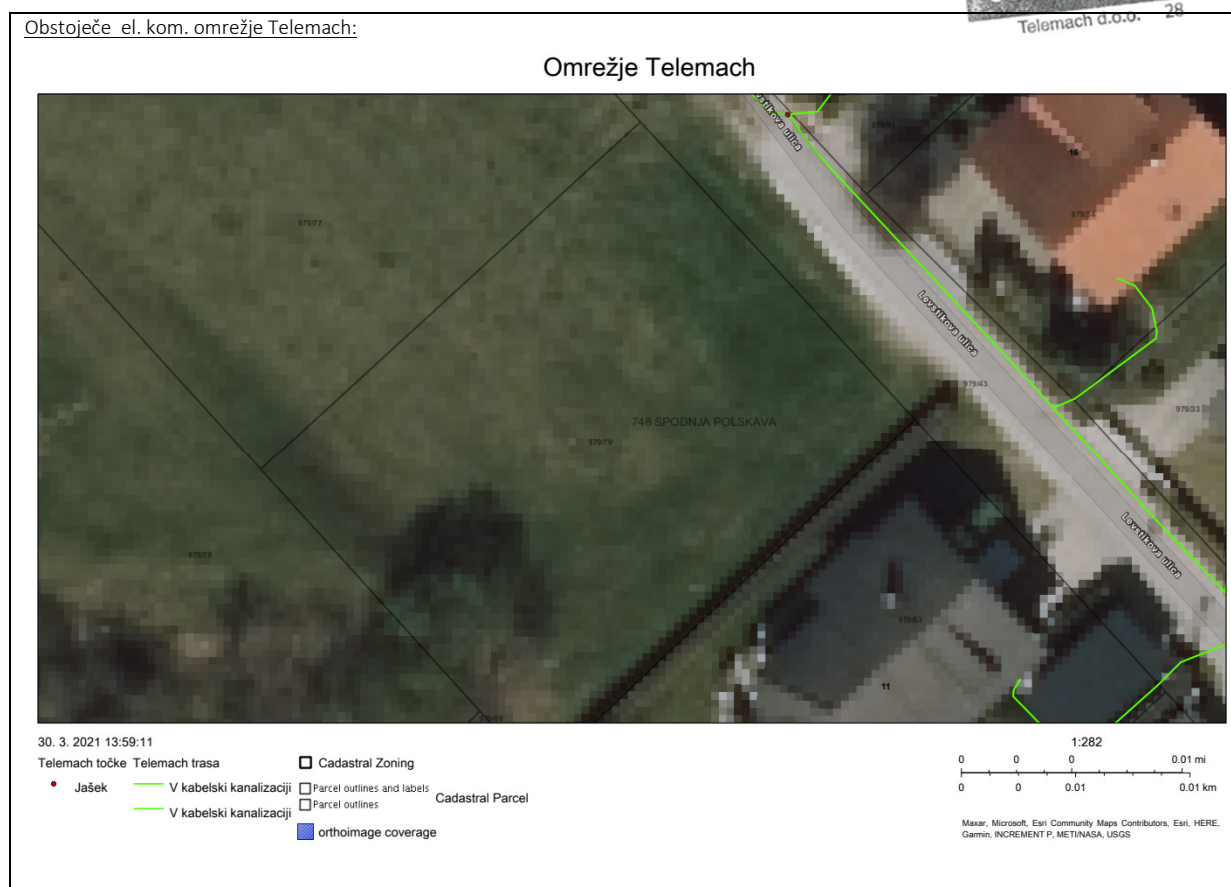 Telemach d.o.o. 28
Obstoječe el. kom. omrežje Telemach:
Omrežje Telemach
Levstikova ulica
979/77
16
Levstikova ulica
979/43
979/33
748 SPODNJA POLSKAVA
979/79
Levstikova ulica
979/78
979/63
11
30. 3. 2021 13:59:11
Telemach točke Telemach trasa
Jašek
V kabelski kanalizaciji
V kabelski kanalizaciji
Cadastral Zoning
Parcel outlines and labels
Parcel outlines
Cadastral Parcel
orthoimage coverage
1:282
0 0 0 0.01 mi
0 0 0.01 0.01 km
Maxar, Microsoft, Esri Community Maps Contributors, Esri, HERE,
Garmin, INCREMENT P, METI/NASA, USGS